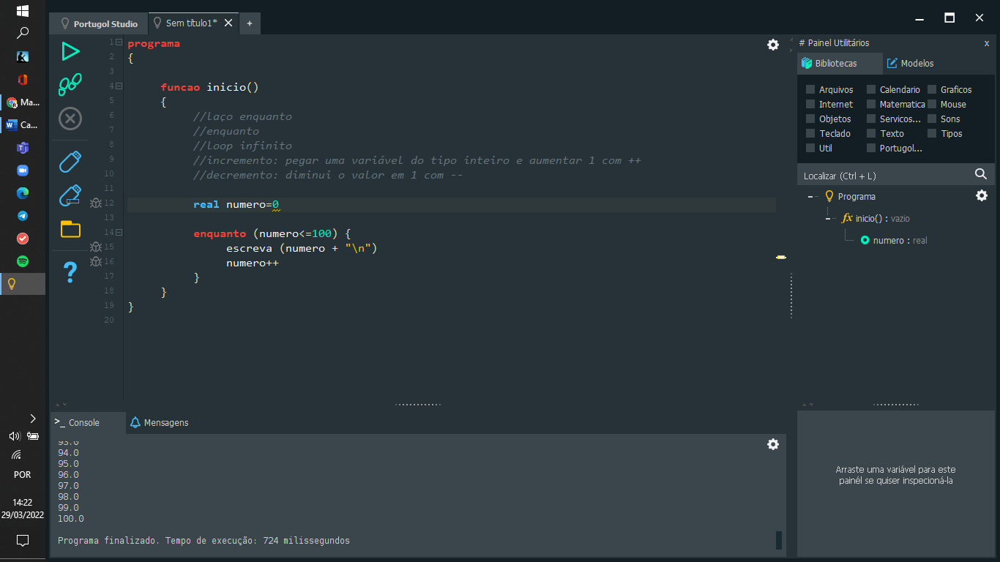 Portugol Studio
Sem título1*
+
1 programa
2 {
3
4 funcao inicio()
5 {
6 //laço enquanto
7 //enquanto
8 //loop infinito
9 //incremento: pegar uma variável do tipo inteiro e aumentar 1 com ++
10 //decremento: diminui o valor em 1 com --
11
12 real numero=0
13
14 enquanto (numero<=100) {
15 escreva (numero + "\n")
16 numero++
17 }
18 }
19 }
20
# Painel Utilitários x
Bibliotecas Modelos
Arquivos Calendario Graficos
Internet Matematica Mouse
Objetos Servicos... Sons
Teclado Texto Tipos
Util Portugol...
Localizar (Ctrl + L)
Programa
fx inicio() : vazio
numero : real
>_ Console
Mensagens
93.0
94.0
95.0
96.0
97.0
98.0
99.0
100.0
Programa finalizado. Tempo de execução: 724 milissegundos
Arraste uma variável para este
painél se quiser inspecioná-la
Ma...
Ca...
POR
14:22
29/03/2022